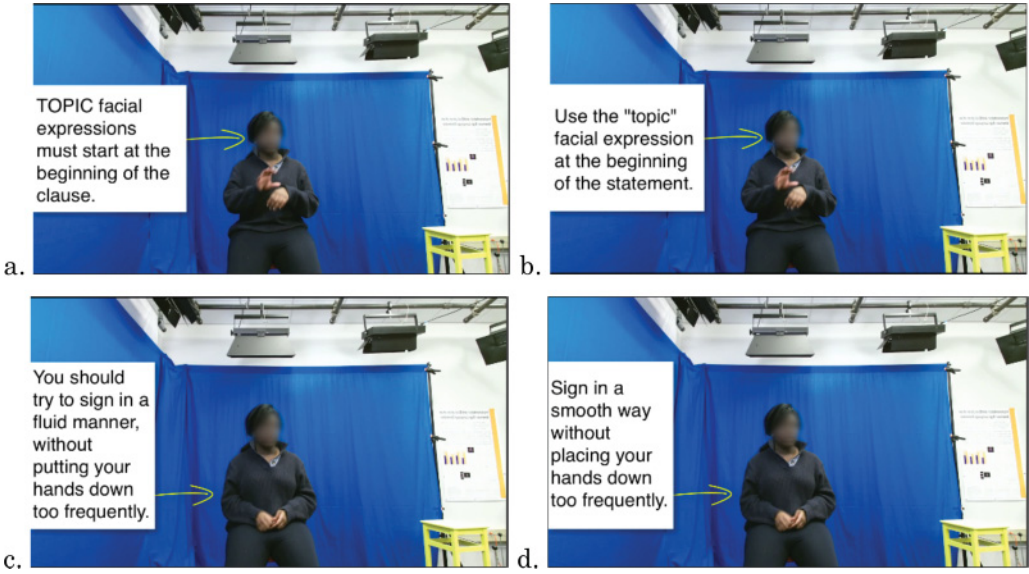 TOPIC facial
expressions
must start at the
beginning of the
clause.
a.
Use the "topic"
facial expression
at the beginning
of the statement.
b.
You should
try to sign in a
fluid manner,
without
putting your
hands down
too frequently.
c.
Sign in a
smooth way
without
placing your
hands down
too frequently.
d.